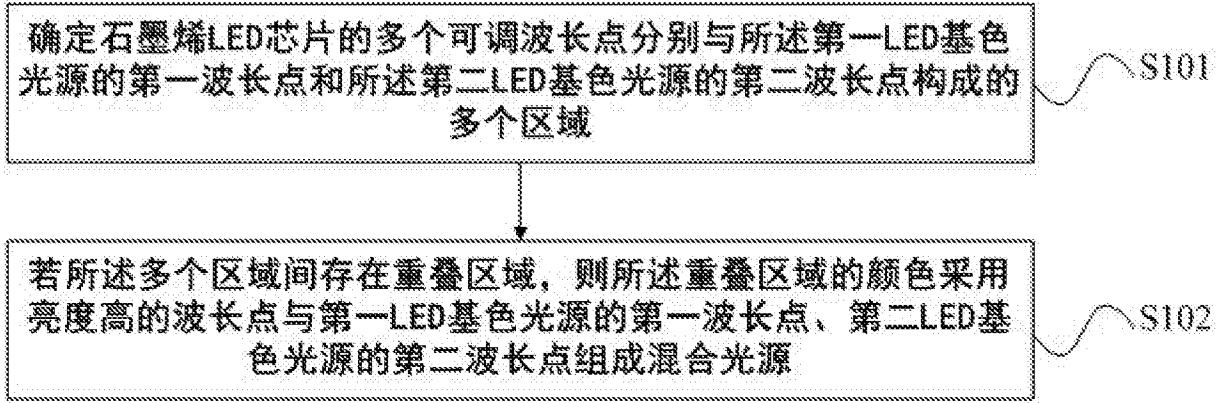 确定石墨烯LED芯片的多个可调波长点分别与所述第一LED基色
光源的第一波长点和所述第二LED基色光源的第二波长点构成的
多个区域
S101
若所述多个区域间存在重叠区域，则所述重叠区域的颜色采用
亮度高的波长点与第一LED基色光源的第一波长点、第二LED基
色光源的第二波长点组成混合光源
S102